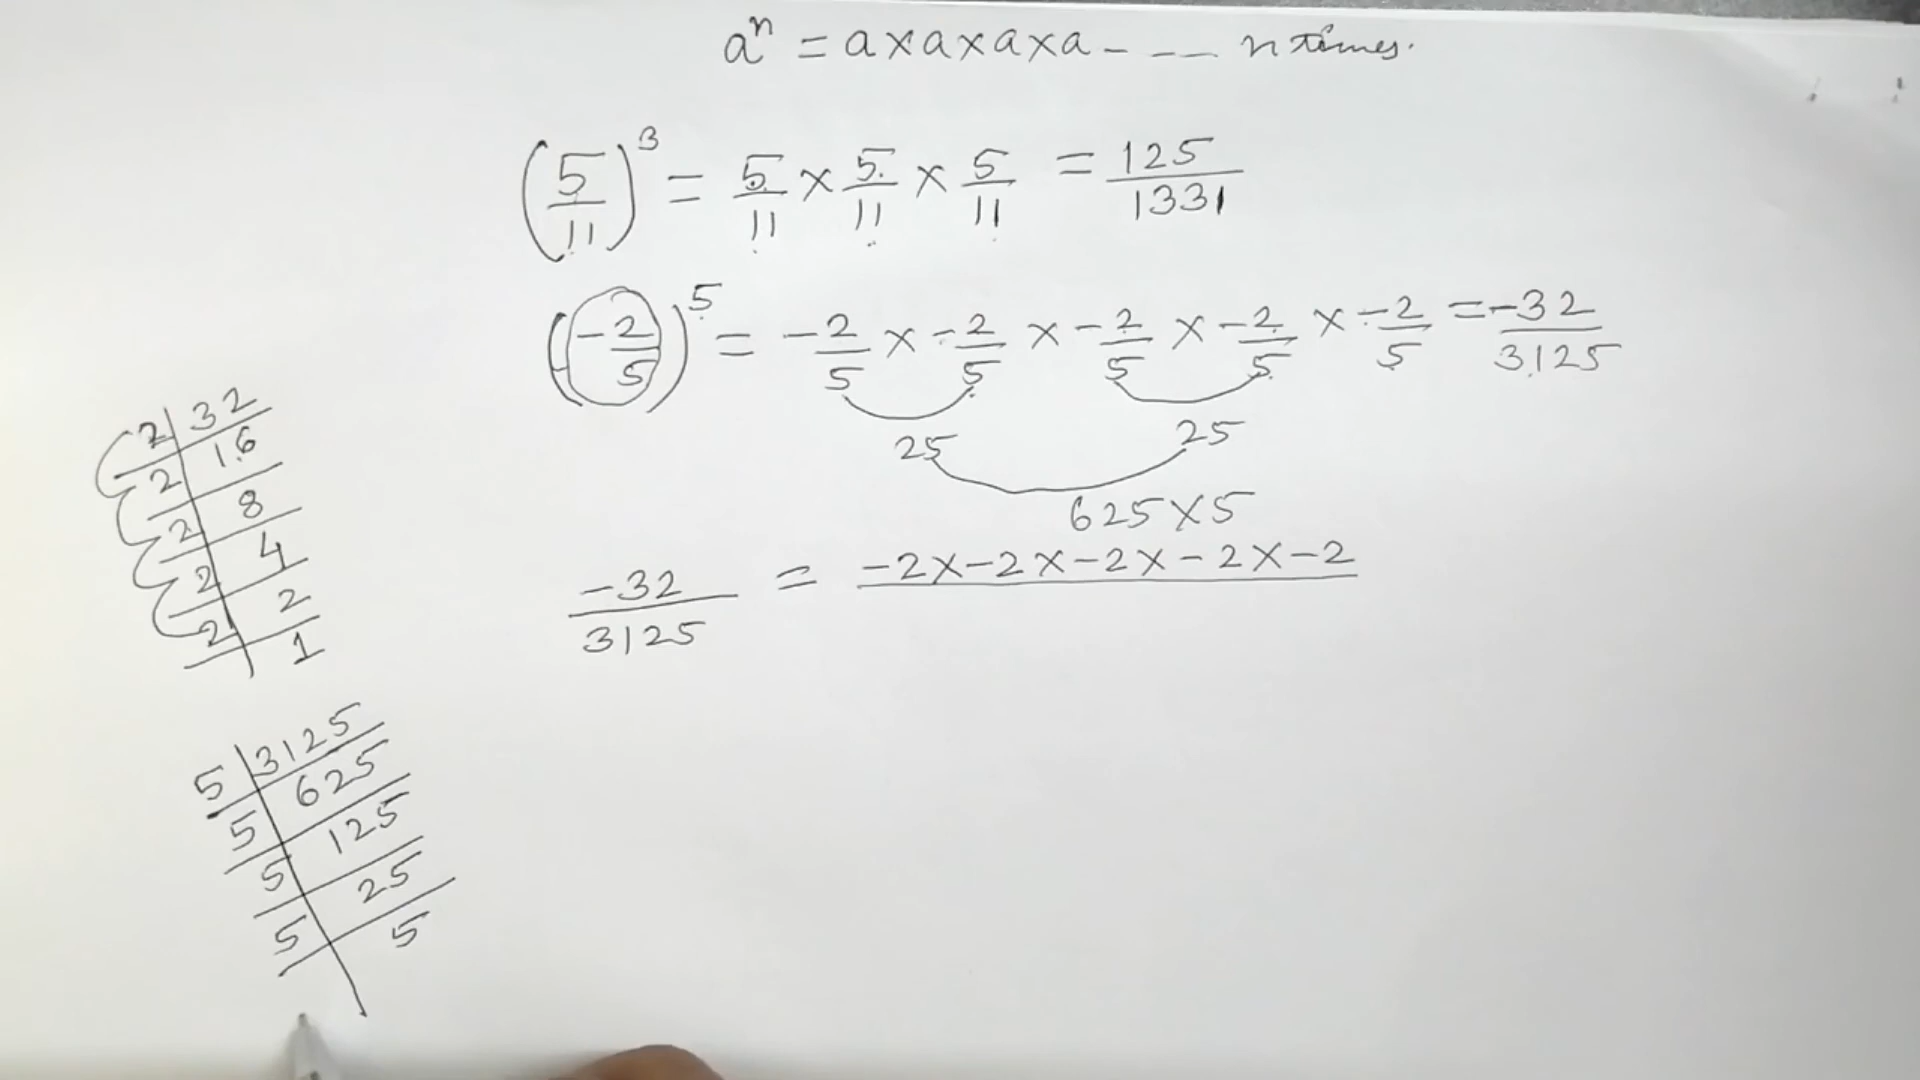 aⁿ = a×a×a×a - -- n times.
(5/11)³ = 5/11 × 5/11 × 5/11 = 125/1331
(-2/5)⁵ = -2/5 × -2/5 × -2/5 × -2/5 × -2/5 = -32/3125
25 25
625×5
-32/3125 = -2×-2×-2×-2×-2
2 | 32
2 | 16
2 | 8
2 | 4
2 | 2
1
5 | 3125
5 | 625
5 | 125
5 | 25
5